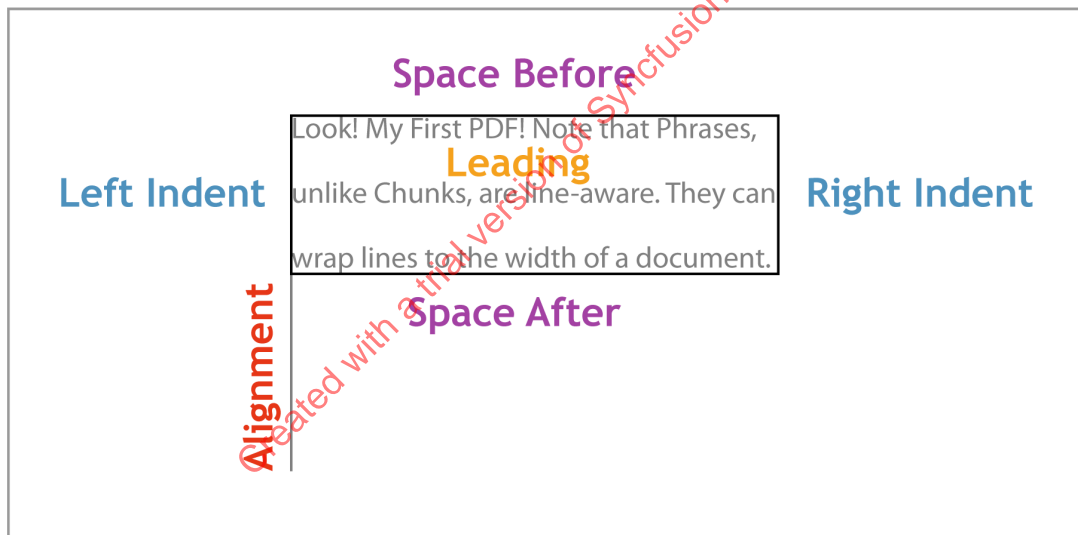 Space Before
Look! My First PDF! Note that Phrases,
Leading
Left Indent
unlike Chunks, are line-aware. They can
Right Indent
wrap lines to the width of a document.
Space After
Alignment
Created with a trial version of Syncfusion